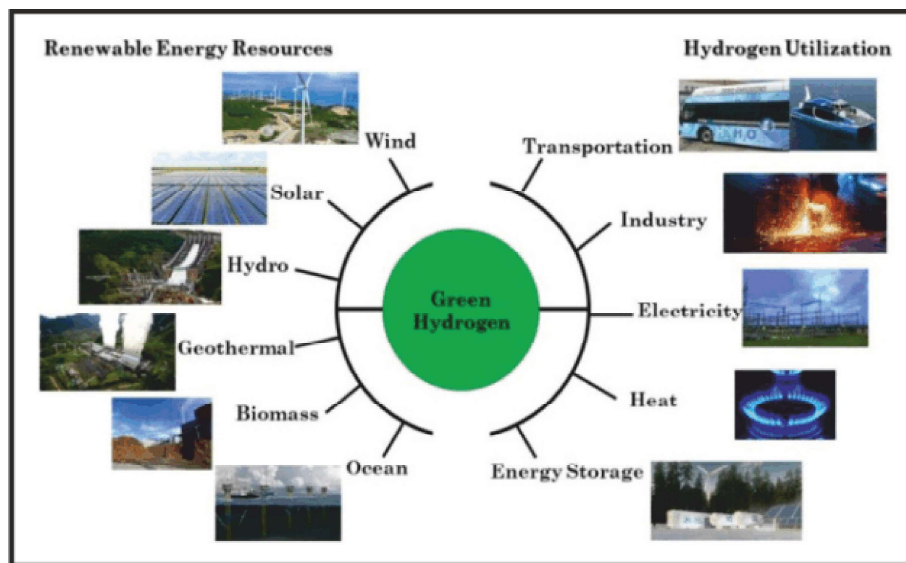 Renewable Energy Resources
Hydrogen Utilization
Wind
Solar
Hydro
Geothermal
Biomass
Ocean
Green
Hydrogen
Transportation
Industry
Electricity
Heat
Energy Storage